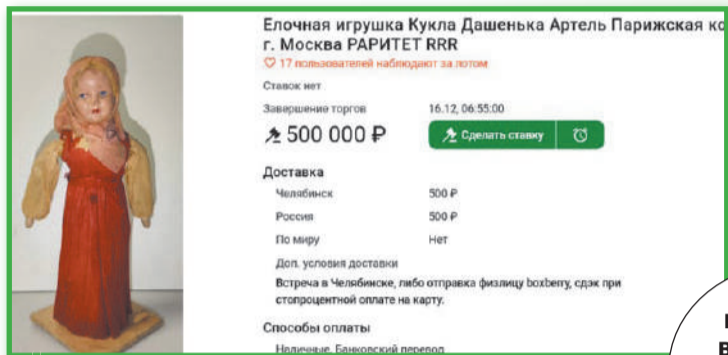 Елочная игрушка Кукла Дашенька Артель Парижская
г. Москва РАРИТЕТ RRR
17 пользователей наблюдают за лотом
Ставок нет
Завершение торгов 16.12, 06:55:00
500 000 ₽ Сделать ставку
Доставка
Челябинск 500 ₽
Россия 500 ₽
По миру Нет
Доп. условия доставки
Встреча в Челябинске, либо отправка физлицу boxberry, сдэк при
стопроцентной оплате на карту.
Способы оплаты
Наличные, Банковский перевод